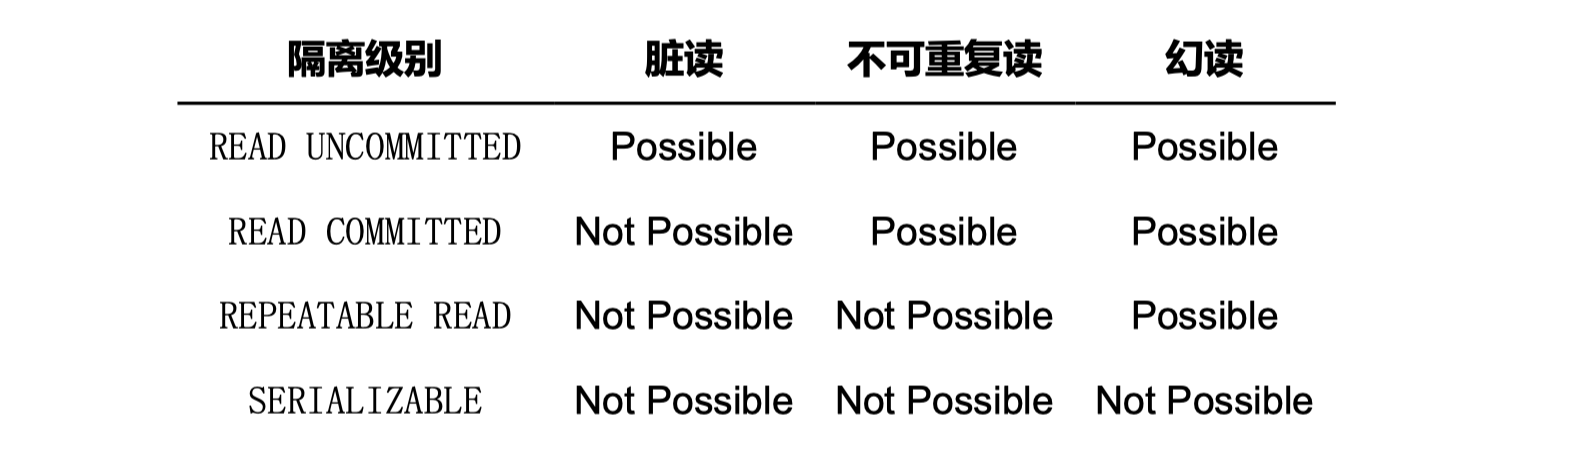 隔离级别 脏读 不可重复读 幻读
READ UNCOMMITTED Possible Possible Possible
READ COMMITTED Not Possible Possible Possible
REPEATABLE READ Not Possible Not Possible Possible
SERIALIZABLE Not Possible Not Possible Not Possible